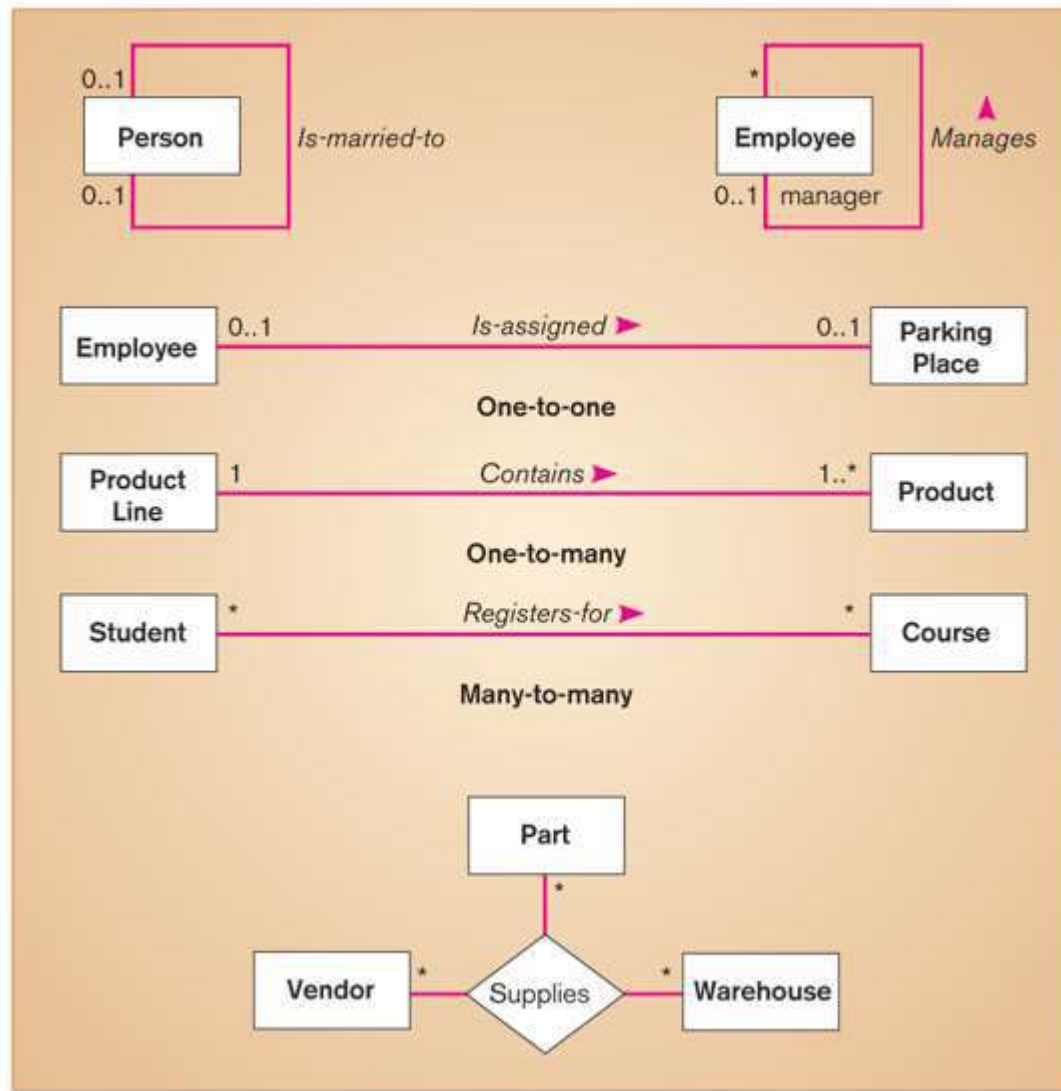 0..1
Person
Is-married-to
0..1
*
Employee
Manages
0..1 manager
Employee
0..1
Is-assigned
0..1
Parking
Place
One-to-one
Product
Line
1
Contains
1..*
Product
One-to-many
Student
*
Registers-for
*
Course
Many-to-many
Part
*
Vendor
*
Supplies
*
Warehouse